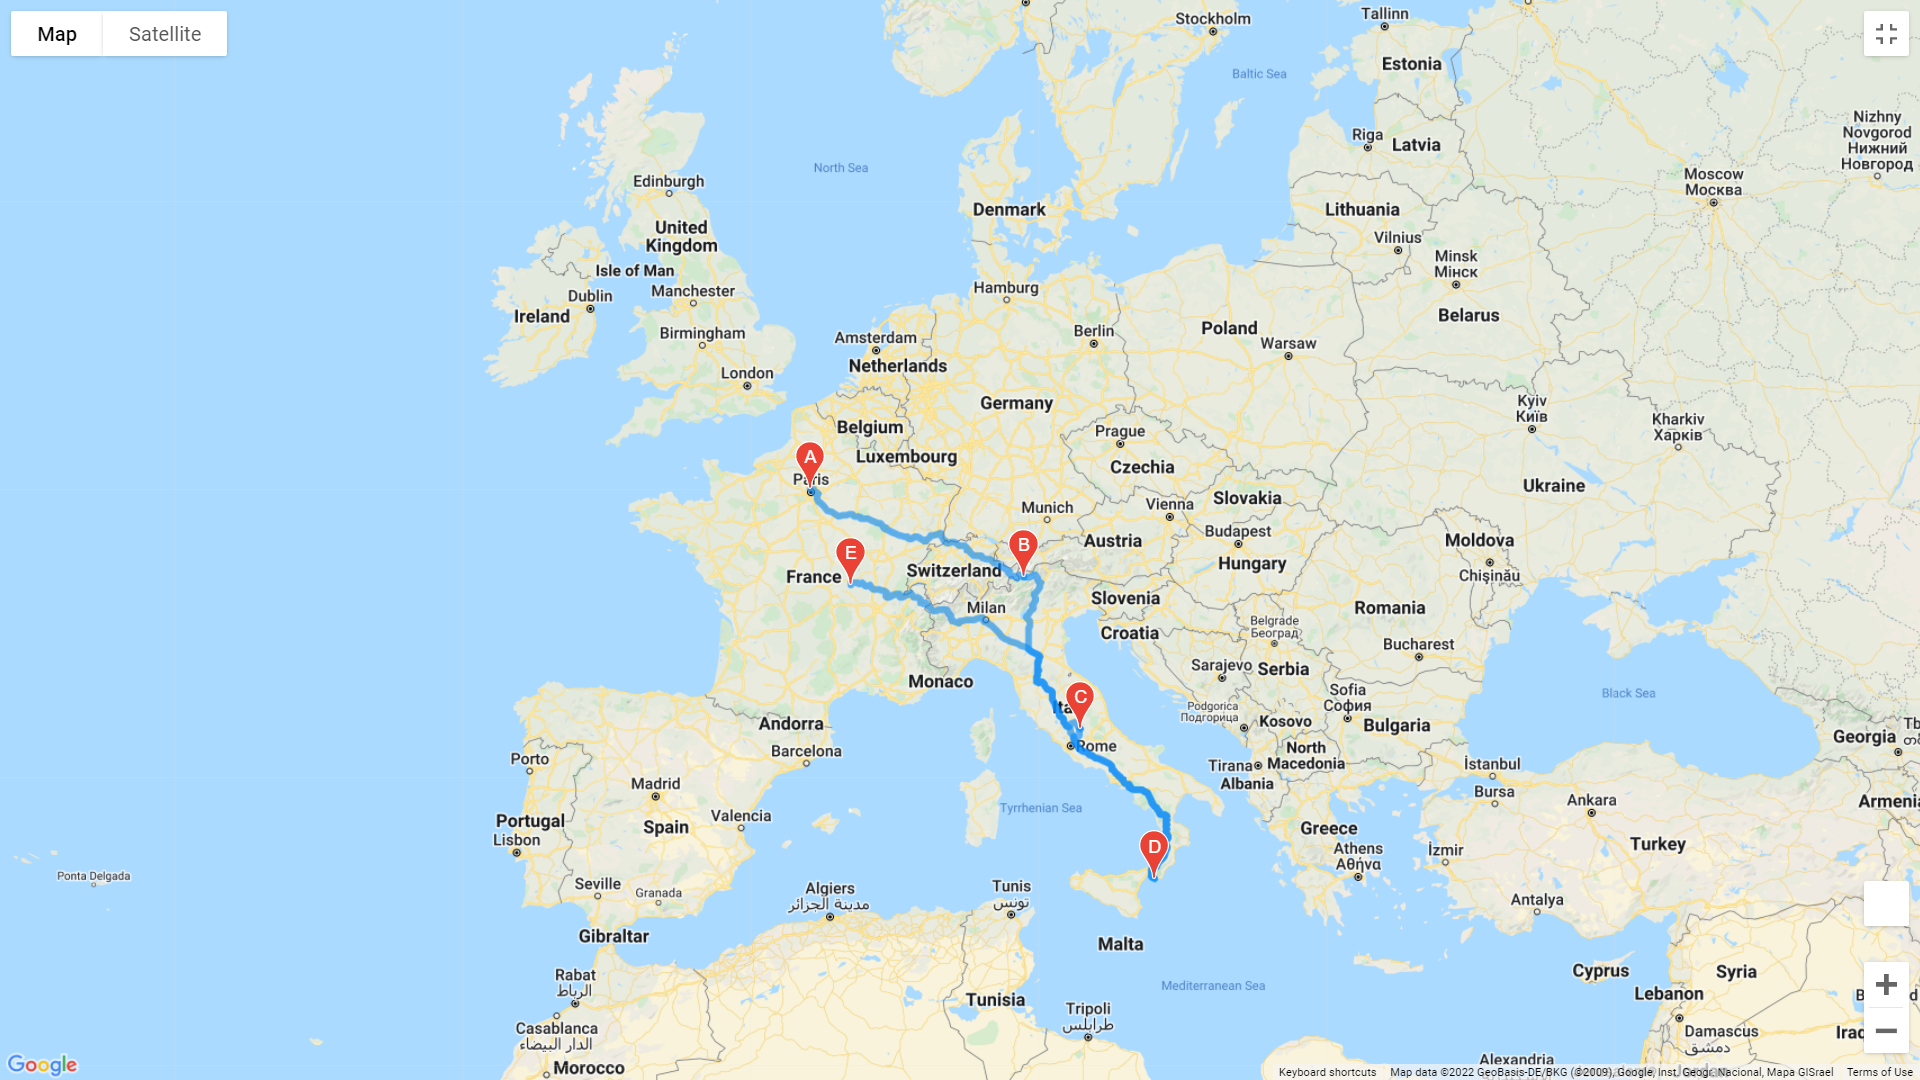 Map
Satellite
Stockholm
Tallinn
Baltic Sea
Estonia
Nizhny
Novgorod
Нижний
Новгород
Riga
Latvia
North Sea
Moscow
Москва
Edinburgh
United
Kingdom
Denmark
Lithuania
Vilnius
Isle of Man
Minsk
Мінск
Dublin
Manchester
Hamburg
Ireland
Belarus
Birmingham
Amsterdam
Berlin
Poland
Warsaw
Netherlands
London
Germany
Kyiv
Київ
Kharkiv
Харків
Belgium
Prague
Luxembourg
A
Paris
Czechia
Ukraine
Slovakia
Munich
Vienna
Budapest
Austria
Moldova
B
E
Hungary
Switzerland
France
Chișinău
Slovenia
Milan
Romania
Belgrade
Београд
Croatia
Bucharest
Sarajevo
Serbia
Monaco
Sofia
София
Black Sea
C
Ita
Podgorica
Подгорица
Kosovo
Bulgaria
Andorra
Barcelona
Rome
North
Macedonia
Georgia
Porto
Tirana
Albania
İstanbul
Madrid
Bursa
Ankara
Armenia
Tyrrhenian Sea
Valencia
Portugal
Spain
Lisbon
Greece
D
Athens
Αθήνα
İzmir
Turkey
Ponta Delgada
Seville
Granada
Algiers
مدينة الجزائر
Tunis
تونس
Antalya
Gibraltar
Malta
Rabat
الرباط
Cyprus
Syria
Mediterranean Sea
Lebanon
Tunisia
Tripoli
طرابلس
Casablanca
الدار البيضاء
Damascus
دمشق
Iraq
Alexandria
Morocco
Google
Keyboard shortcuts
Map data ©2022 GeoBasis-DE/BKG (©2009), Google, Inst. Geogr. Nacional, Mapa GISrael
Terms of Use